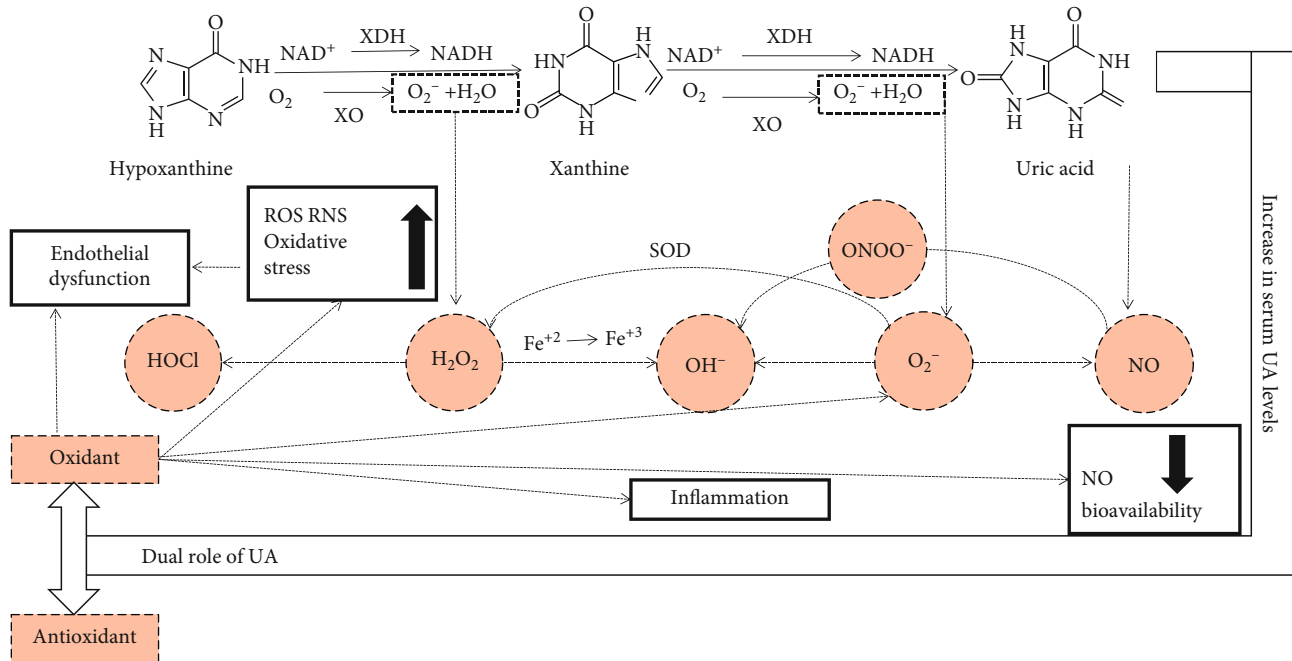 O
N
NH
N
H
N
NAD⁺
XDH
NADH
O₂
XO
O₂⁻ +H₂O
O
HN
N
H
O
N
H
NAD⁺
XDH
NADH
O₂
XO
O₂⁻ +H₂O
H
N
O
NH
O
N
H
N
H
Hypoxanthine
Xanthine
Uric acid
Increase in serum UA levels
ROS RNS
Oxidative
stress
Endothelial
dysfunction
SOD
ONOO⁻
HOCl
H₂O₂
Fe⁺²
Fe⁺³
OH⁻
O₂⁻
NO
Oxidant
Inflammation
NO
bioavailability
Dual role of UA
Antioxidant